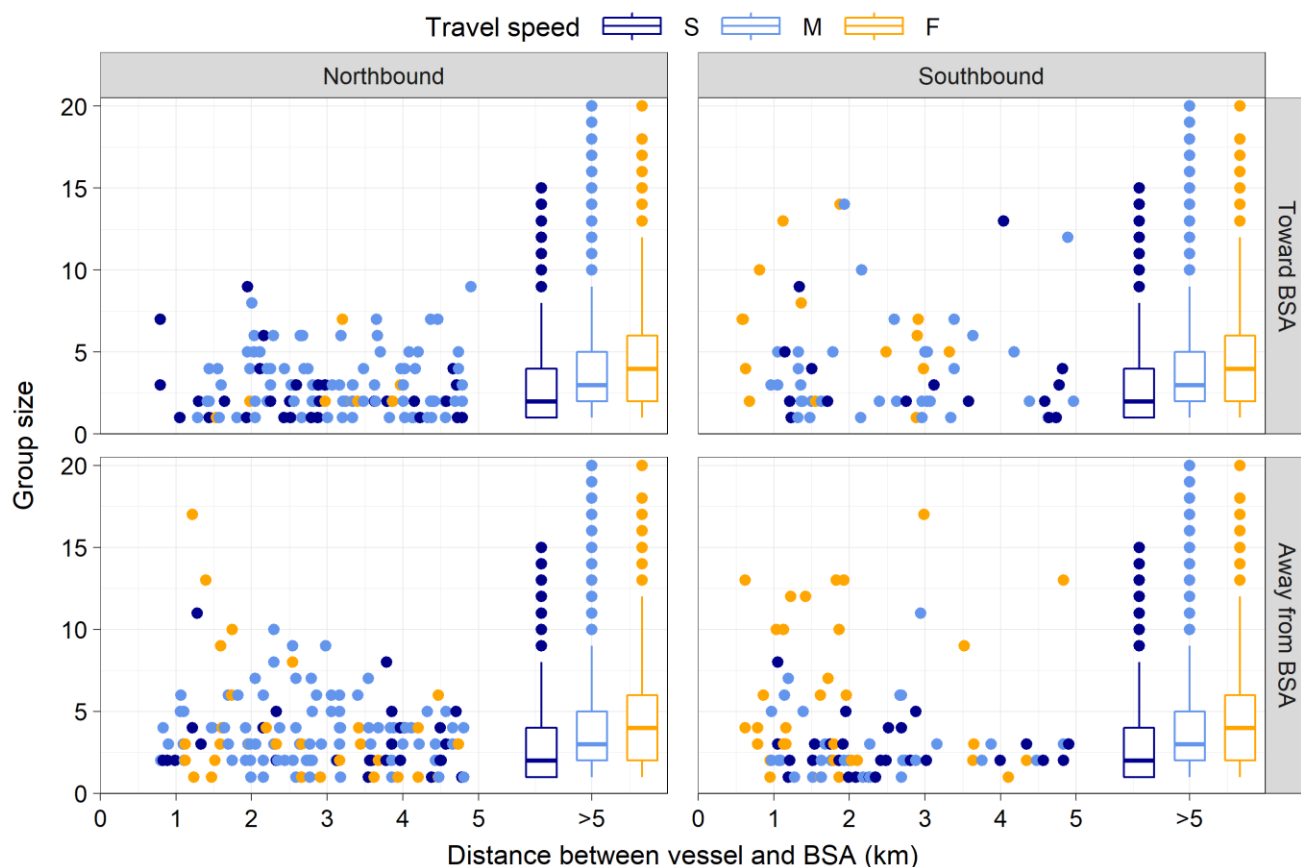 Travel speed S M F
Northbound Southbound
20
15
10
5
0
Toward BSA
Group size
20
15
10
5
0
Away from BSA
0 1 2 3 4 5 >5 0 1 2 3 4 5 >5
Distance between vessel and BSA (km)